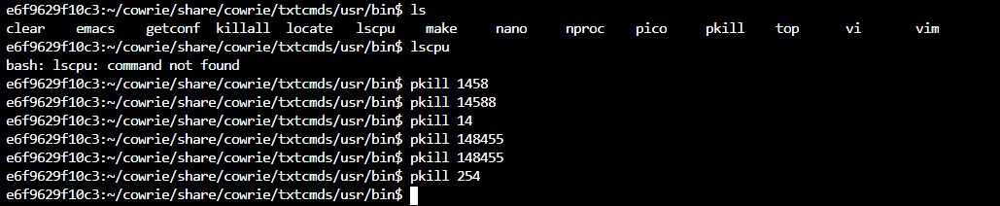 e6f9629f10c3:~/cowrie/share/cowrie/txtcmds/usr/bin$ ls
clear emacs getconf killall locate lscpu make nano nproc pico pkill top vi vim
e6f9629f10c3:~/cowrie/share/cowrie/txtcmds/usr/bin$ lscpu
bash: lscpu: command not found
e6f9629f10c3:~/cowrie/share/cowrie/txtcmds/usr/bin$ pkill 1458
e6f9629f10c3:~/cowrie/share/cowrie/txtcmds/usr/bin$ pkill 14588
e6f9629f10c3:~/cowrie/share/cowrie/txtcmds/usr/bin$ pkill 14
e6f9629f10c3:~/cowrie/share/cowrie/txtcmds/usr/bin$ pkill 148455
e6f9629f10c3:~/cowrie/share/cowrie/txtcmds/usr/bin$ pkill 148455
e6f9629f10c3:~/cowrie/share/cowrie/txtcmds/usr/bin$ pkill 254
e6f9629f10c3:~/cowrie/share/cowrie/txtcmds/usr/bin$